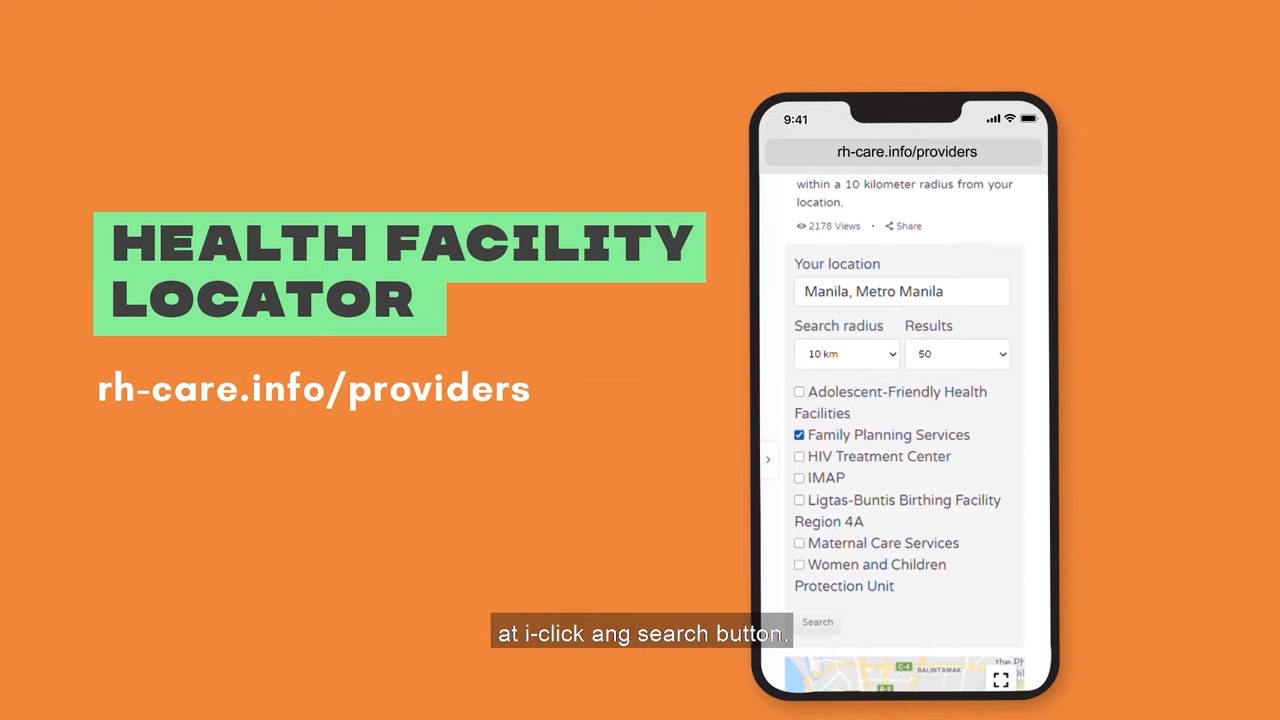 HEALTH FACILITY
LOCATOR
rh-care.info/providers
9:41
rh-care.info/providers
within a 10 kilometer radius from your
location.
2178 Views • Share
Your location
Manila, Metro Manila
Search radius Results
10 km 50
Adolescent-Friendly Health
Facilities
Family Planning Services
HIV Treatment Center
IMAP
Ligtas-Buntis Birthing Facility
Region 4A
Maternal Care Services
Women and Children
Protection Unit
Search
at i-click ang search button.
C-4 BALINTAWAK